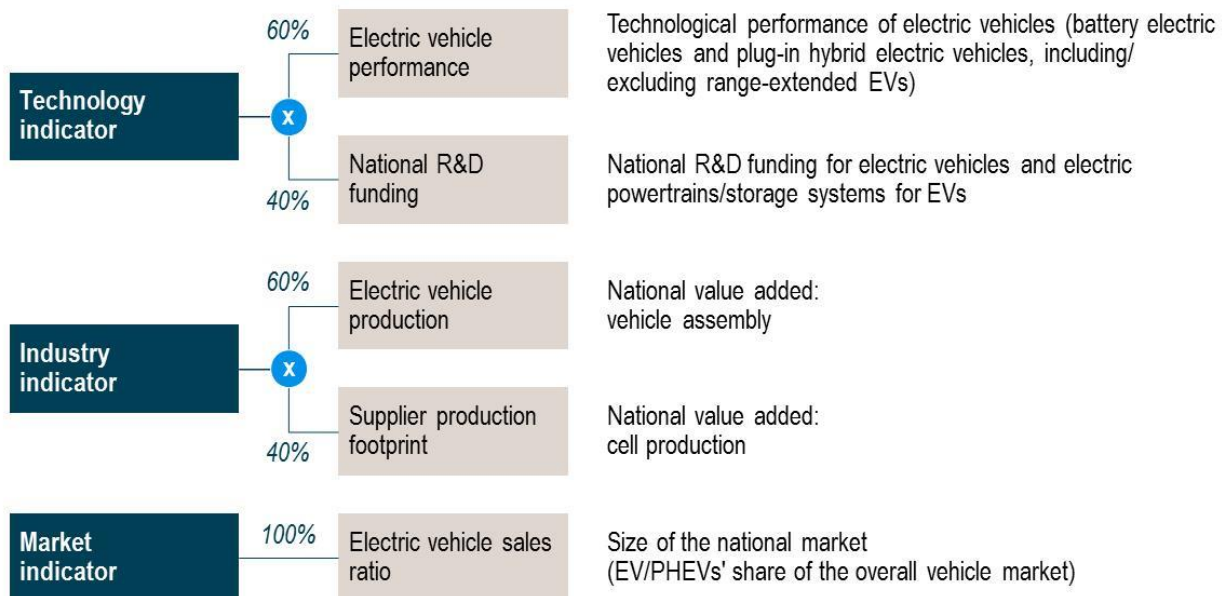 Technology
indicator
60%
X
40%
Electric vehicle
performance
Technological performance of electric vehicles (battery electric
vehicles and plug-in hybrid electric vehicles, including/
excluding range-extended EVs)
National R&D
funding
National R&D funding for electric vehicles and electric
powertrains/storage systems for EVs
Industry
indicator
60%
X
40%
Electric vehicle
production
National value added:
vehicle assembly
Supplier production
footprint
National value added:
cell production
Market
indicator
100%
Electric vehicle sales
ratio
Size of the national market
(EV/PHEVs' share of the overall vehicle market)